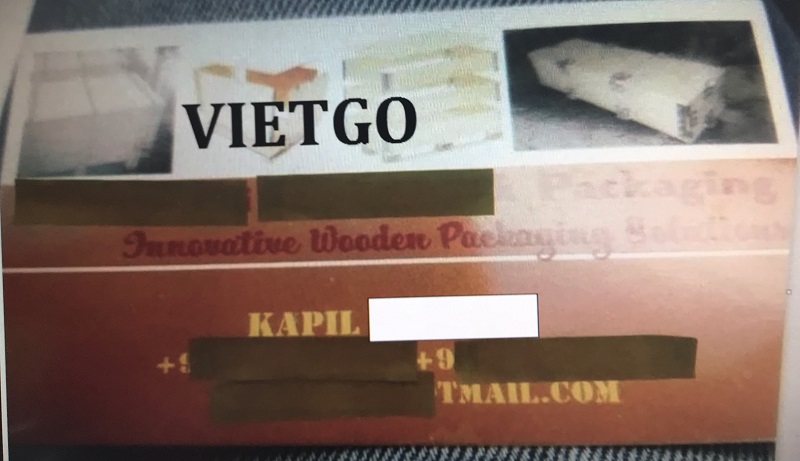 VIETGO
& Packaging
Innovative Wooden Packaging Solutions
KAPIL
+9 +9
TMAIL.COM